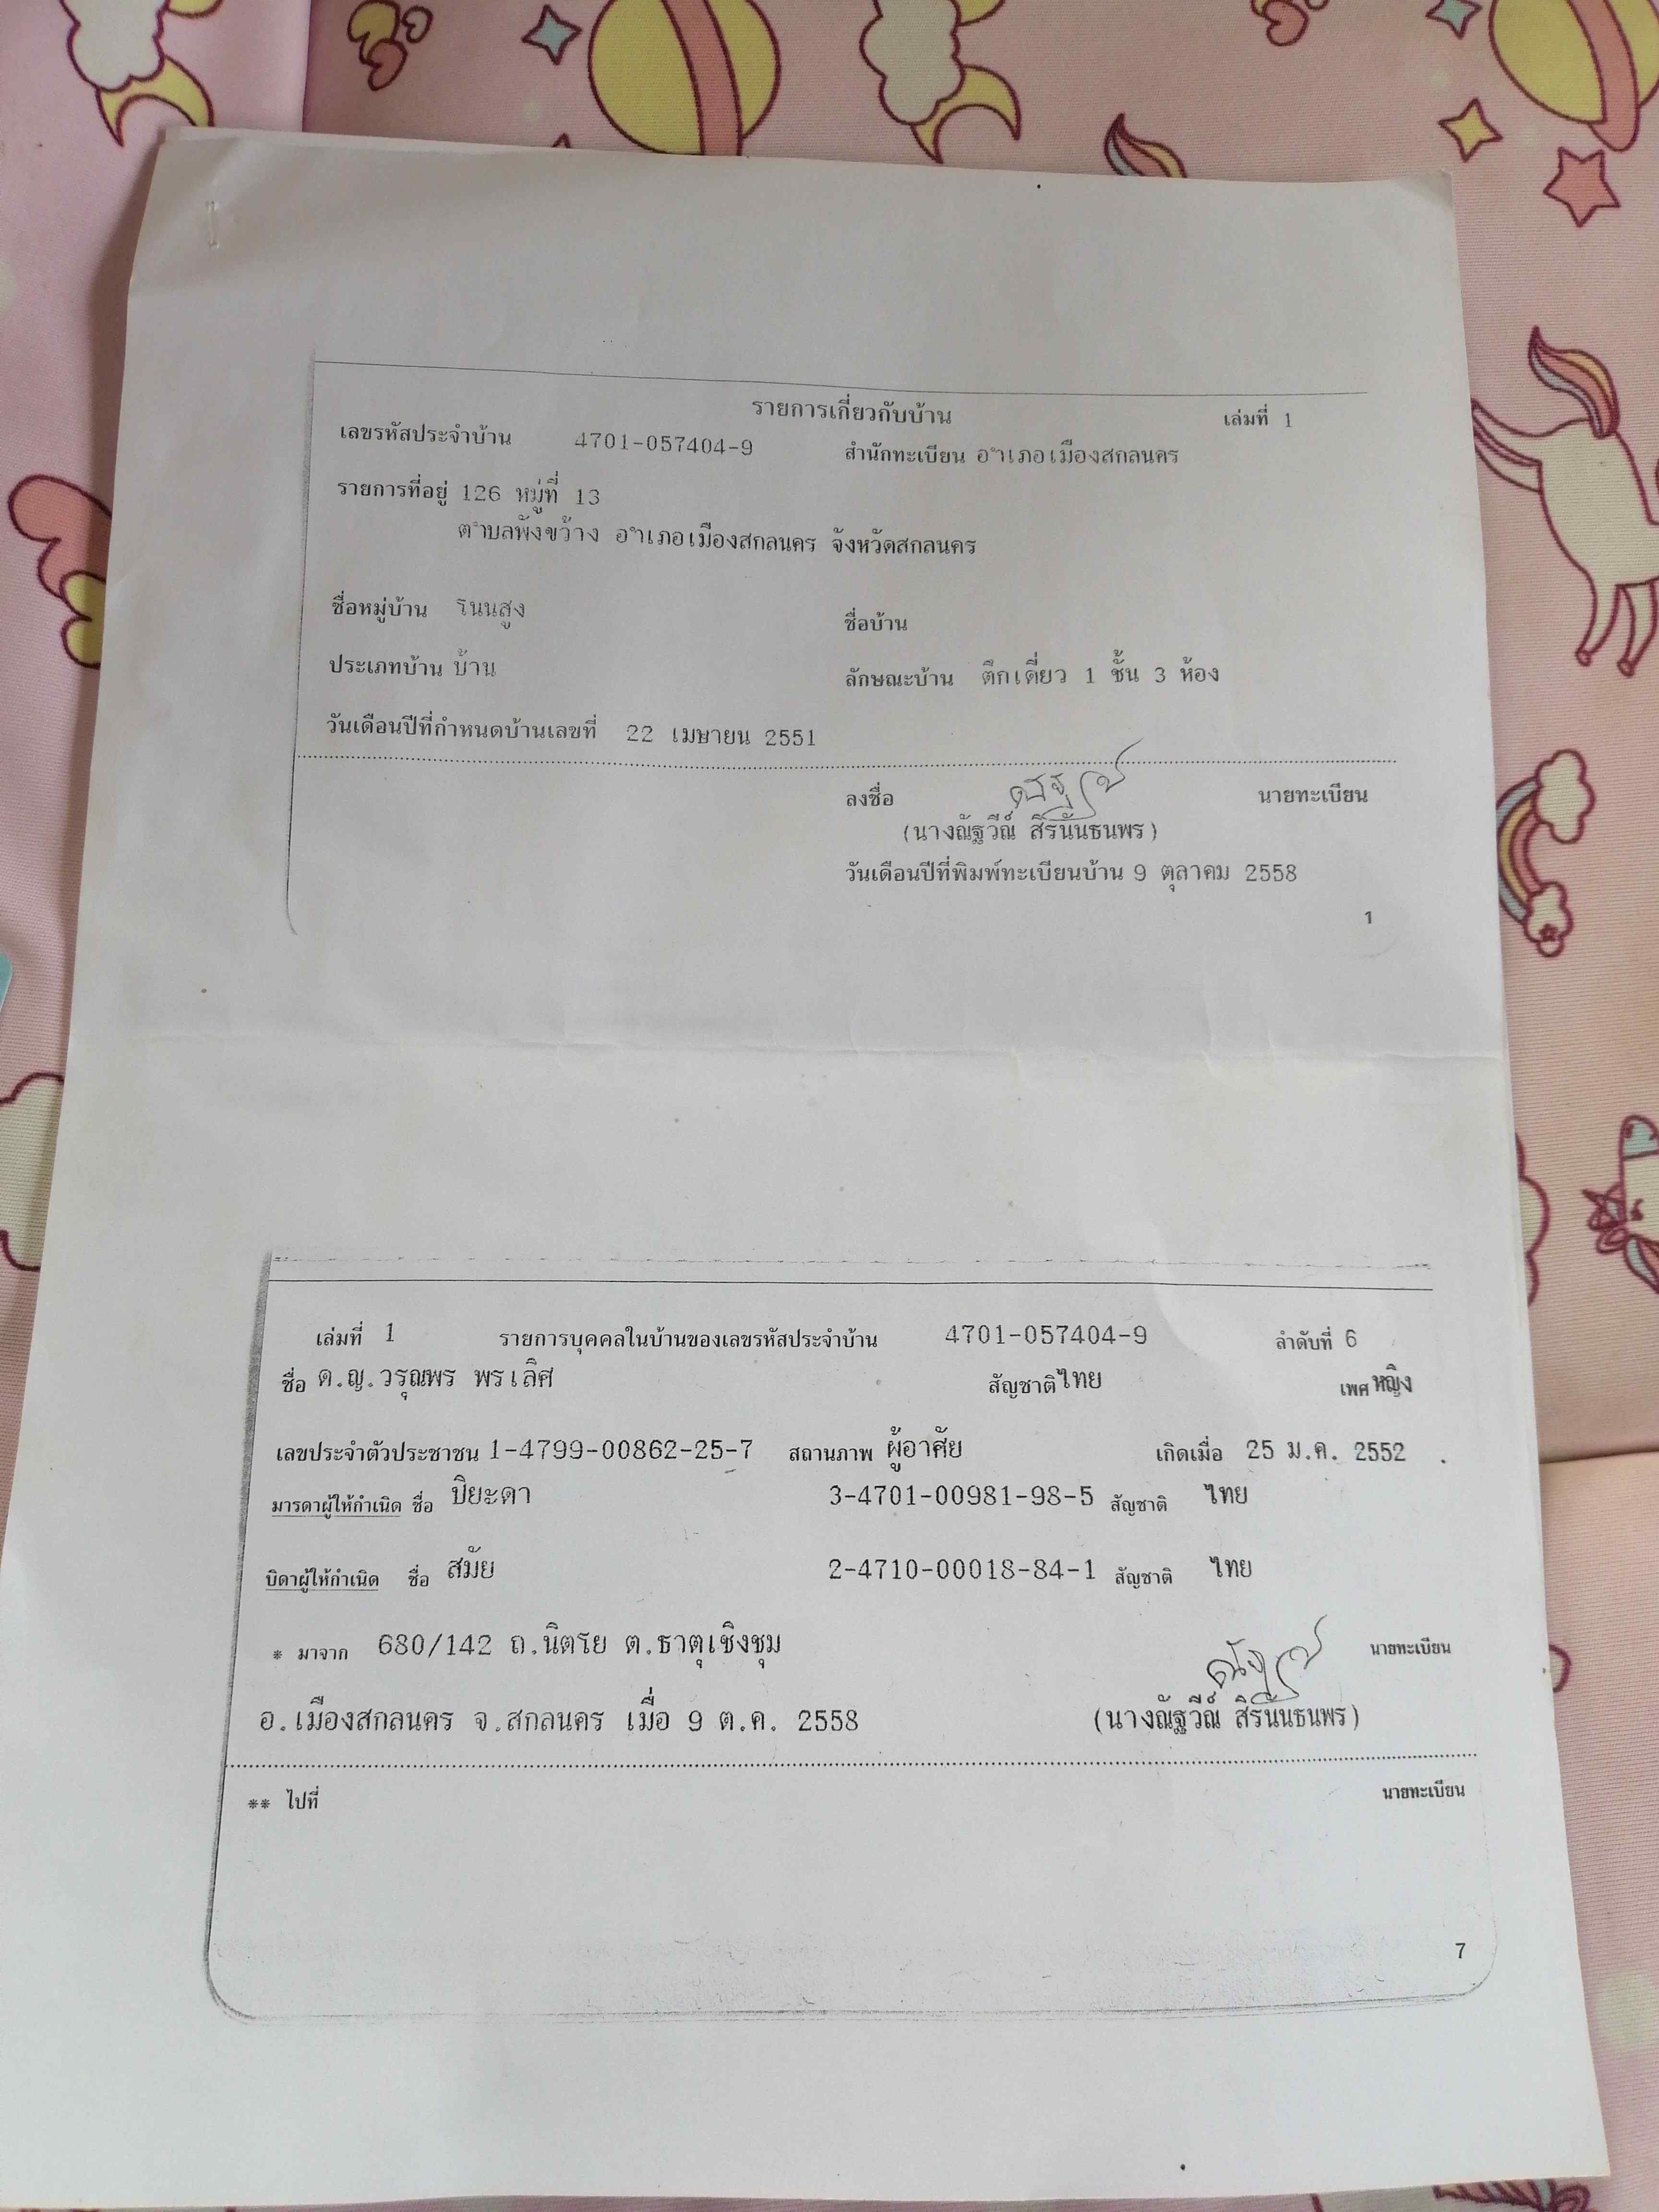 รายการเกี่ยวกับบ้าน เล่มที่ 1
เลขรหัสประจำบ้าน 4701-057404-9 สำนักทะเบียน อำเภอเมืองสกลนคร
รายการที่อยู่ 126 หมู่ที่ 13
ตำบลพังขว้าง อำเภอเมืองสกลนคร จังหวัดสกลนคร
ชื่อหมู่บ้าน โนนสูง ชื่อบ้าน
ประเภทบ้าน บ้าน ลักษณะบ้าน ตึกเดี่ยว 1 ชั้น 3 ห้อง
วันเดือนปีที่กำหนดบ้านเลขที่ 22 เมษายน 2551
ลงชื่อ นายทะเบียน
(นางณัฐวีณ์ สิรินันธนพร)
วันเดือนปีที่พิมพ์ทะเบียนบ้าน 9 ตุลาคม 2558
1
เล่มที่ 1 รายการบุคคลในบ้านของเลขรหัสประจำบ้าน 4701-057404-9 ลำดับที่ 6
ชื่อ ด.ญ.วรุณพร พรเลิศ สัญชาติ ไทย เพศ หญิง
เลขประจำตัวประชาชน 1-4799-00862-25-7 สถานภาพ ผู้อาศัย เกิดเมื่อ 25 ม.ค. 2552
มารดาผู้ให้กำเนิด ชื่อ ปิยะดา 3-4701-00981-98-5 สัญชาติ ไทย
บิดาผู้ให้กำเนิด ชื่อ สมัย 2-4710-00018-84-1 สัญชาติ ไทย
* มาจาก 680/142 ถ.นิตโย ต.ธาตุเชิงชุม นายทะเบียน
อ.เมืองสกลนคร จ.สกลนคร เมื่อ 9 ต.ค. 2558 (นางณัฐวีณ์ สิรินันธนพร)
** ไปที่ นายทะเบียน
7